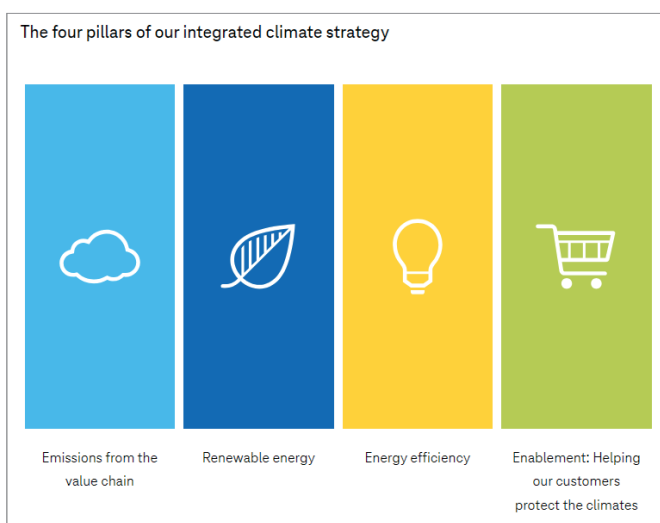 The four pillars of our integrated climate strategy
Emissions from the
value chain
Renewable energy
Energy efficiency
Enablement: Helping
our customers
protect the climates